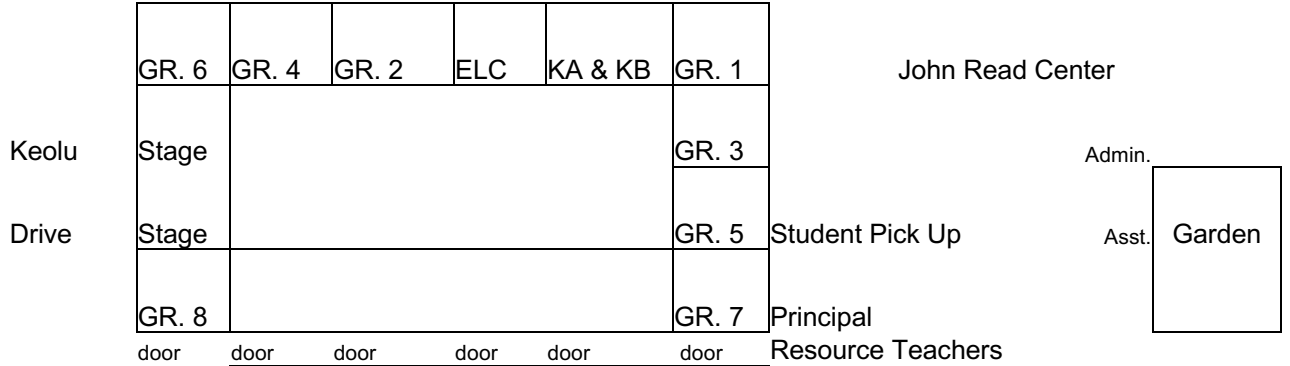 GR. 6 GR. 4 GR. 2 ELC KA & KB GR. 1 John Read Center
Keolu Stage GR. 3 Admin.
Drive Stage GR. 5 Student Pick Up Asst. Garden
GR. 8 GR. 7 Principal
door door door door door door Resource Teachers